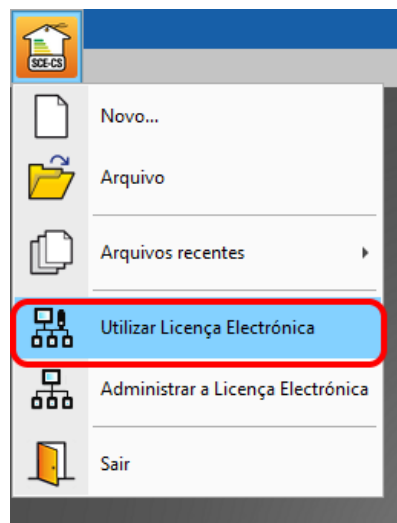 SCE-CS
Novo...
Arquivo
Arquivos recentes
Utilizar Licença Electrónica
Administrar a Licença Electrónica
Sair